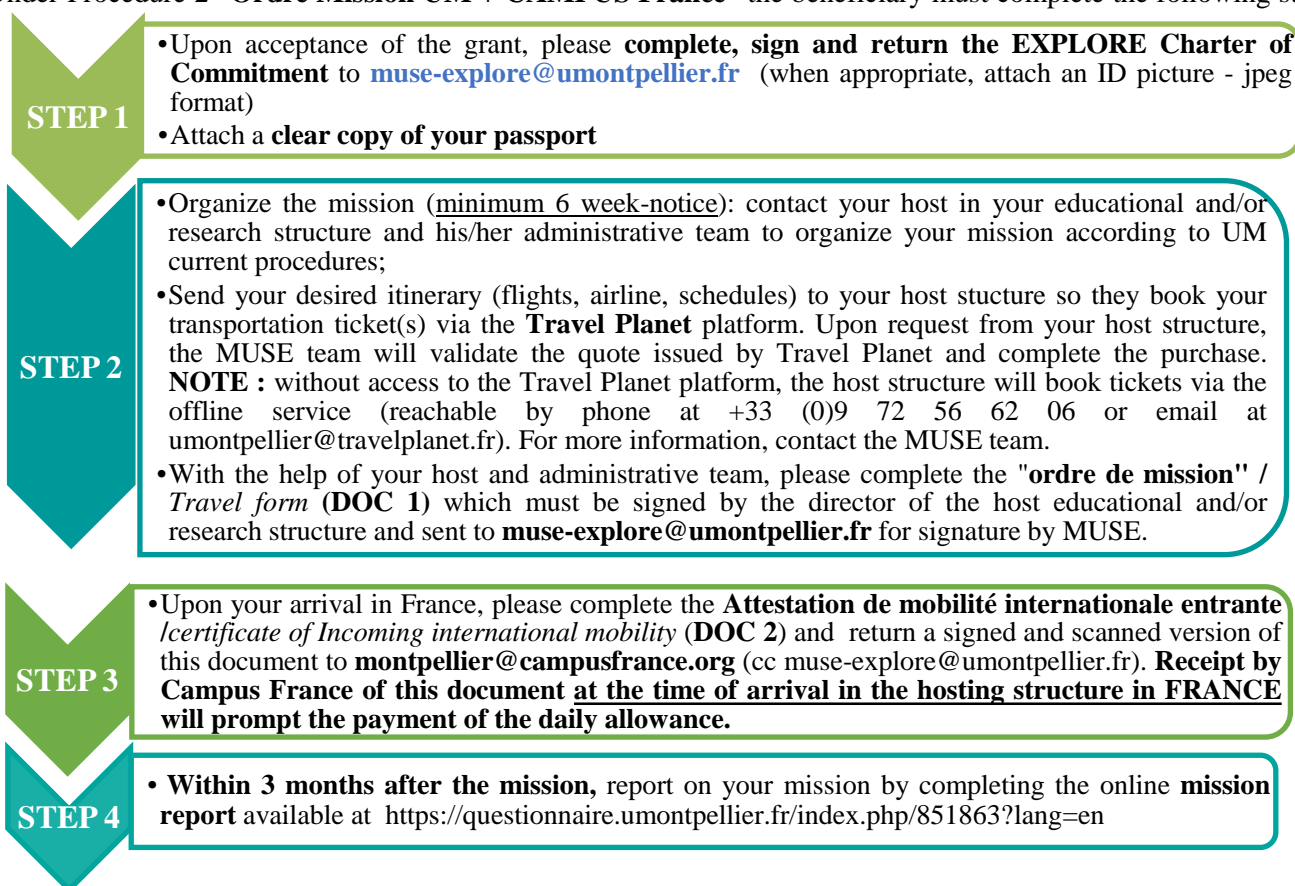 Under Procedure 2 "Ordre Mission UM + CAMPUS France" the beneficiary must complete the following
•Upon acceptance of the grant, please complete, sign and return the EXPLORE Charter of
Commitment to muse-explore@umontpellier.fr (when appropriate, attach an ID picture - jpeg
format)
STEP 1
•Attach a clear copy of your passport
•Organize the mission (minimum 6 week-notice): contact your host in your educational and/or
research structure and his/her administrative team to organize your mission according to UM
current procedures;
•Send your desired itinerary (flights, airline, schedules) to your host stucture so they book your
transportation ticket(s) via the Travel Planet platform. Upon request from your host structure,
the MUSE team will validate the quote issued by Travel Planet and complete the purchase.
STEP 2
NOTE : without access to the Travel Planet platform, the host structure will book tickets via the
offline service (reachable by phone at +33 (0)9 72 56 62 06 or email at
umontpellier@travelplanet.fr). For more information, contact the MUSE team.
•With the help of your host and administrative team, please complete the "ordre de mission" /
Travel form (DOC 1) which must be signed by the director of the host educational and/or
research structure and sent to muse-explore@umontpellier.fr for signature by MUSE.
•Upon your arrival in France, please complete the Attestation de mobilité internationale entrante
/certificate of Incoming international mobility (DOC 2) and return a signed and scanned version of
this document to montpellier@campusfrance.org (cc muse-explore@umontpellier.fr). Receipt by
STEP 3
Campus France of this document at the time of arrival in the hosting structure in FRANCE
will prompt the payment of the daily allowance.
• Within 3 months after the mission, report on your mission by completing the online mission
report available at https://questionnaire.umontpellier.fr/index.php/851863?lang=en
STEP 4